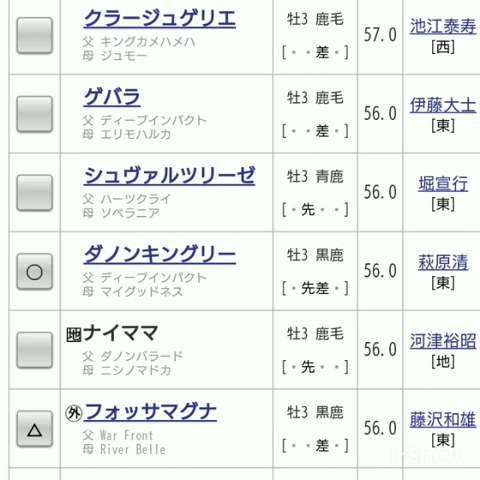 クラージュゲリエ 牡3 鹿毛 57.0 池江泰寿
父 キングカメハメハ
母 ジュモー [・・差・] [西]
ゲバラ 牡3 鹿毛 56.0 伊藤大士
父 ディープインパクト
母 エリモハルカ [・・差・] [東]
シュヴァルツリーゼ 牡3 青鹿 56.0 堀宣行
父 ハーツクライ
母 ソベラニア [・先・・] [東]
○ ダノンキングリー 牡3 黒鹿 56.0 萩原清
父 ディープインパクト
母 マイグッドネス [・先差・] [東]
地 ナイママ 牡3 鹿毛 56.0 河津裕昭
父 ダノンバラード
母 ニシノマドカ [・先・・] [地]
△ 外 フォッサマグナ 牡3 黒鹿 56.0 藤沢和雄
父 War Front
母 River Belle [・・差・] [東]